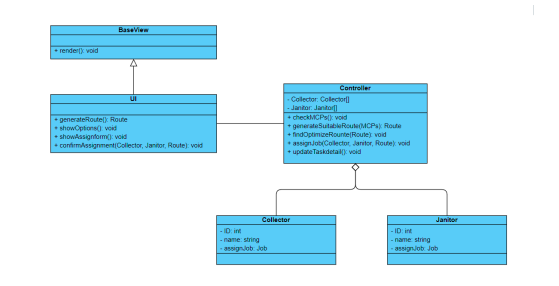 BaseView
+ render(): void
UI
+ generateRoute(): Route
+ showOptions(): void
+ showAssignform(): void
+ confirmAssignment(Collector, Janitor, Route): void
Controller
- Collector: Collector[]
- Janitor: Janitor[]
+ checkMCPs(): void
+ generateSuitableRoute(MCPs): Route
+ findOptimizeRounte(Route): void
+ assignJob(Collector, Janitor, Route): void
+ updateTaskdetail(): void
Collector
- ID: int
- name: string
- assignJob: Job
Janitor
- ID: int
- name: string
- assignJob: Job